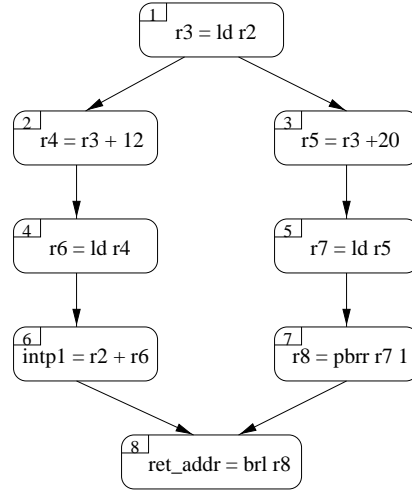 1
r3 = ld r2
2
r4 = r3 + 12
3
r5 = r3 +20
4
r6 = ld r4
5
r7 = ld r5
6
intp1 = r2 + r6
7
r8 = pbrr r7 1
8
ret_addr = brl r8